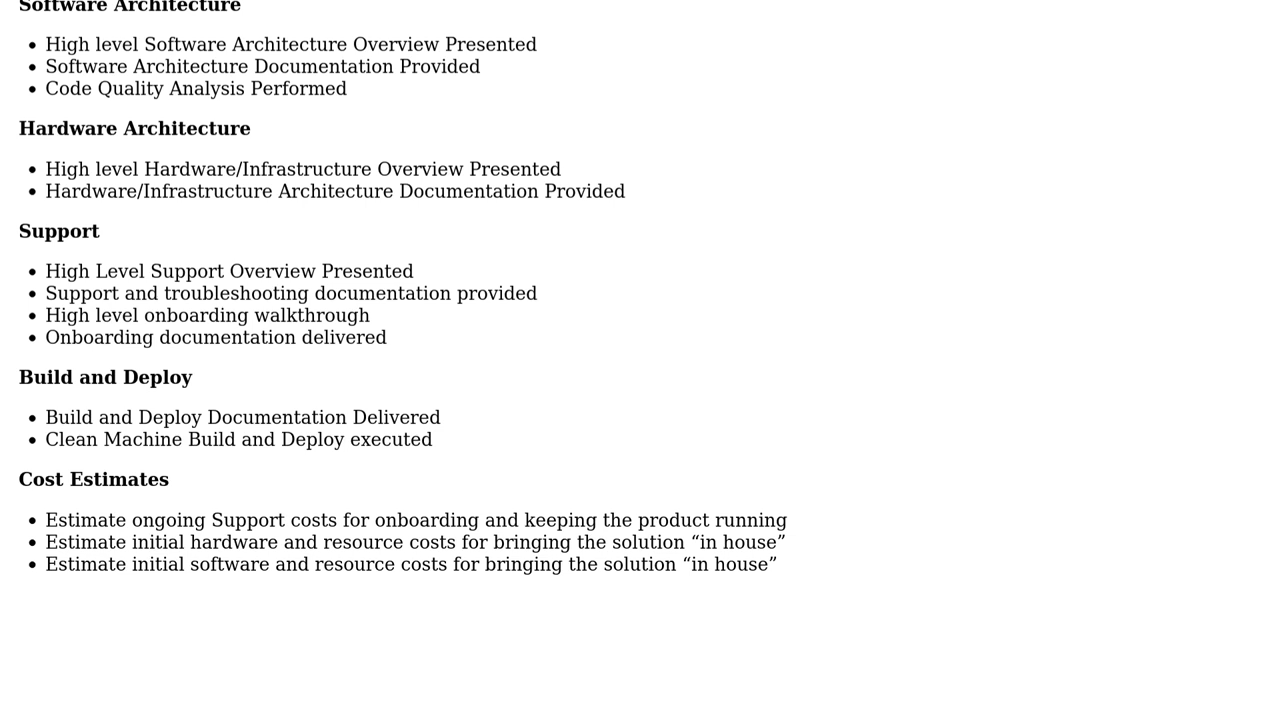 Software Architecture
• High level Software Architecture Overview Presented
• Software Architecture Documentation Provided
• Code Quality Analysis Performed
Hardware Architecture
• High level Hardware/Infrastructure Overview Presented
• Hardware/Infrastructure Architecture Documentation Provided
Support
• High Level Support Overview Presented
• Support and troubleshooting documentation provided
• High level onboarding walkthrough
• Onboarding documentation delivered
Build and Deploy
• Build and Deploy Documentation Delivered
• Clean Machine Build and Deploy executed
Cost Estimates
• Estimate ongoing Support costs for onboarding and keeping the product running
• Estimate initial hardware and resource costs for bringing the solution “in house”
• Estimate initial software and resource costs for bringing the solution “in house”